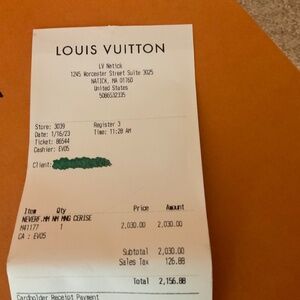 LOUIS VUITTON
LV Natick
1245 Worcester Street Suite 3025
NATICK, MA 01760
United States
5086532335
Store: 3039 Register 3
Date: 1/16/23 Time: 11:28 AM
Ticket: 86544
Cashier: EV05
Client:
Item Qty Price Amount
NEVERF.MM NM MNG CERISE
M41177 1 2,030.00 2,030.00
CA : EV05
Subtotal 2,030.00
Sales Tax 126.88
Total 2,156.88
Cardholder Receipt Payment